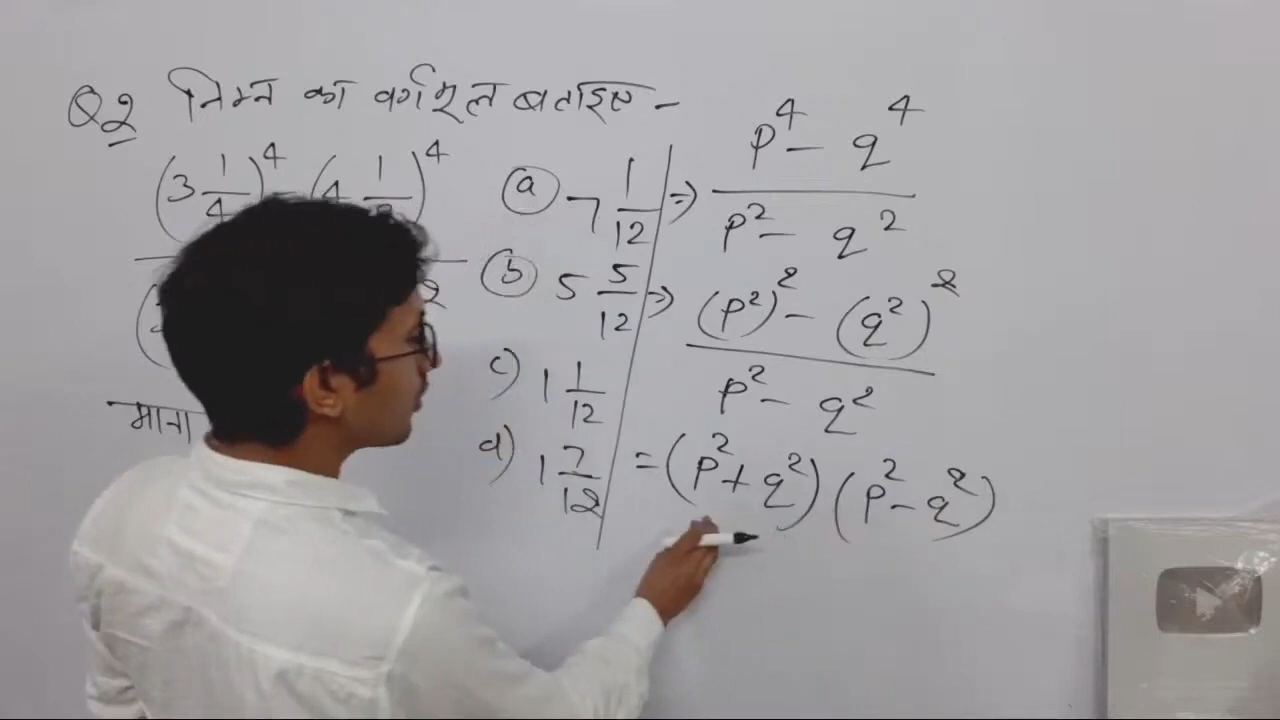 Q2 निम्न का वर्गमूल बताइए -
(3 1/4)^4 - (4 1/
माना
(a) 7 1/12
(b) 5 5/12
c) 1 1/12
d) 1 7/12
⇒ p^4 - q^4 / p^2 - q^2
⇒ (p^2)^2 - (q^2)^2 / p^2 - q^2
= (p^2 + q^2) (p^2 - q^2)